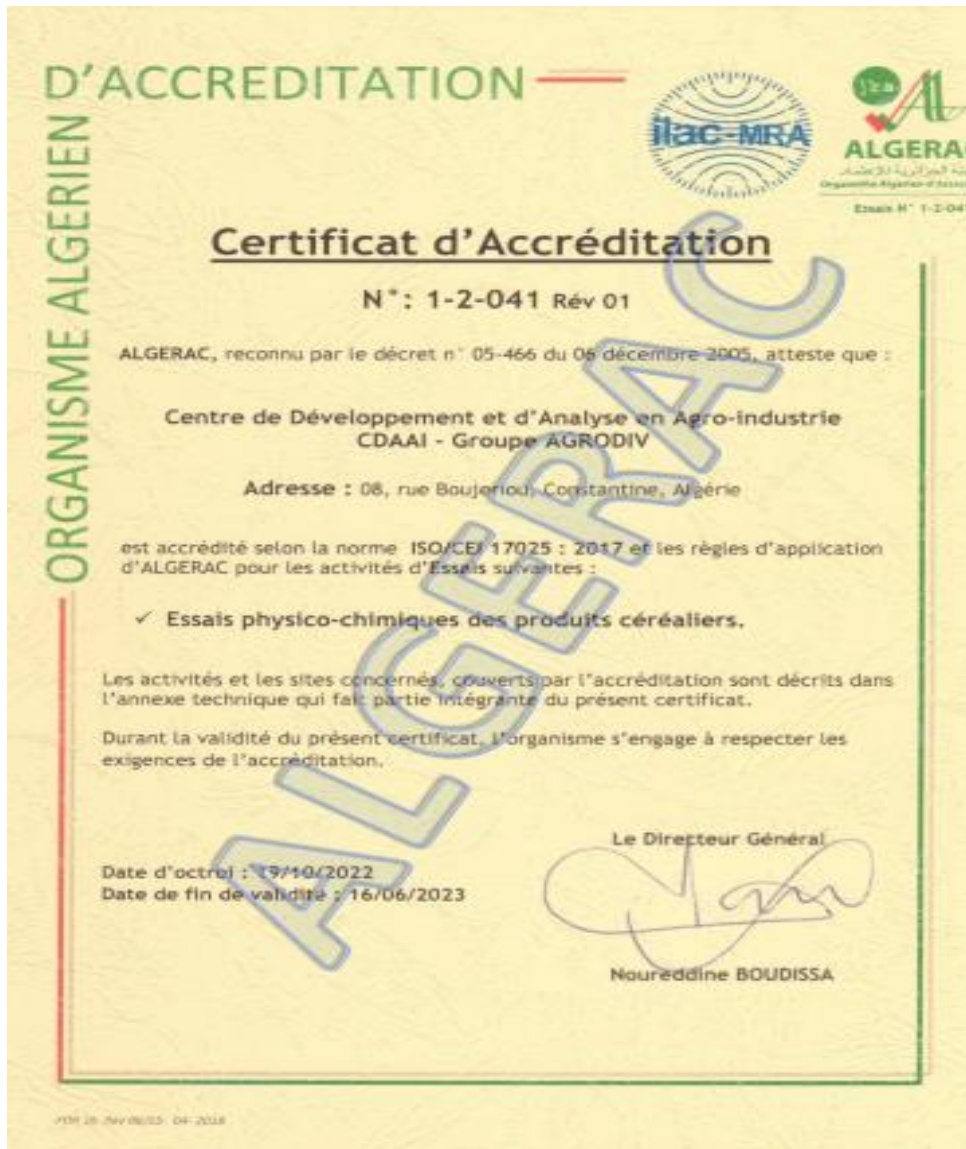 D'ACCREDITATION
ORGANISME ALGERIEN
ilac-MRA
ALGERAC
Essais N° 1-2-041
Certificat d'Accréditation
N°: 1-2-041 Rév 01
ALGERAC, reconnu par le décret n° 05-466 du 06 décembre 2005, atteste que :
Centre de Développement et d'Analyse en Agro-industrie
CDAAI - Groupe AGRODIV
Adresse : 08, rue Boujeriou, Constantine, Algérie
est accrédité selon la norme ISO/CEI 17025 : 2017 et les règles d'application
d'ALGERAC pour les activités d'Essais suivantes :
✓ Essais physico-chimiques des produits céréaliers.
Les activités et les sites concernés, couverts par l'accréditation sont décrits dans
l'annexe technique qui fait partie intégrante du présent certificat.
Durant la validité du présent certificat, l'organisme s'engage à respecter les
exigences de l'accréditation.
Le Directeur Général
Date d'octroi : 19/10/2022
Date de fin de validité : 16/06/2023
Noureddine BOUDISSA
ALGERAC